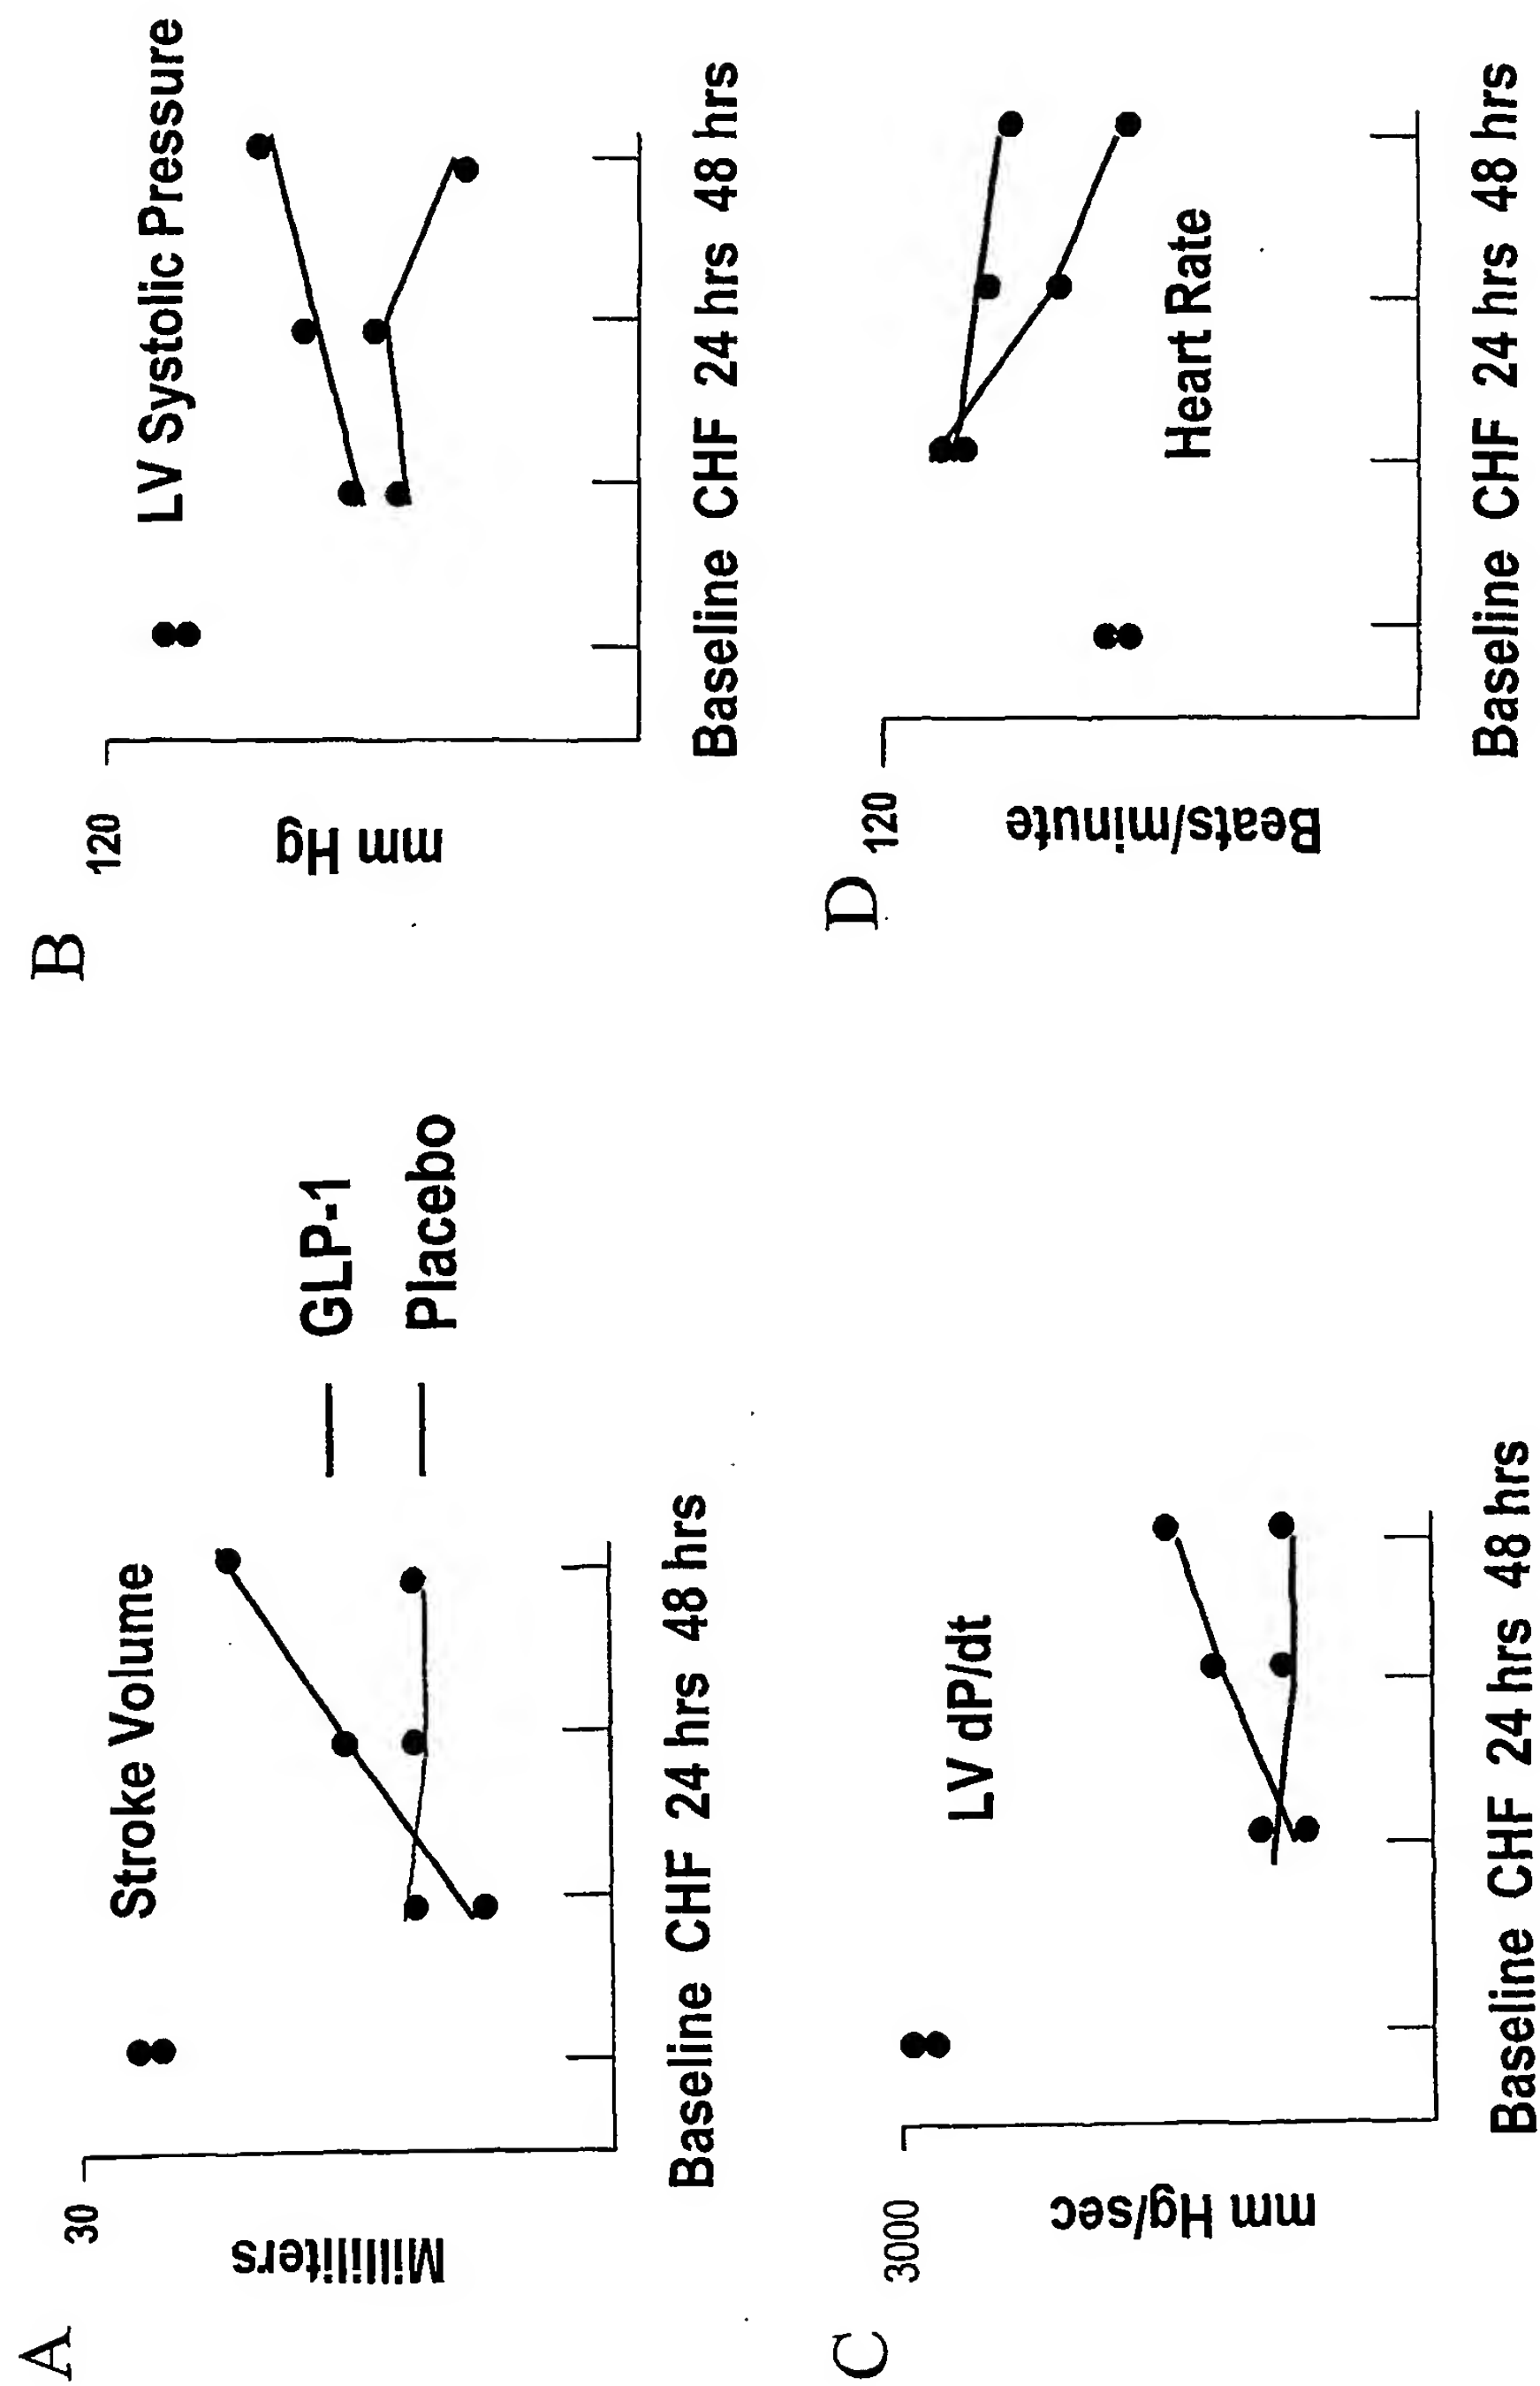 A
30
Milliliters
Stroke Volume
Baseline CHF 24 hrs 48 hrs
GLP-1
Placebo
B
120
mm Hg
LV Systolic Pressure
Baseline CHF 24 hrs 48 hrs
C
3000
mm Hg/sec
LV dP/dt
Baseline CHF 24 hrs 48 hrs
D
120
Beats/minute
Heart Rate
Baseline CHF 24 hrs 48 hrs